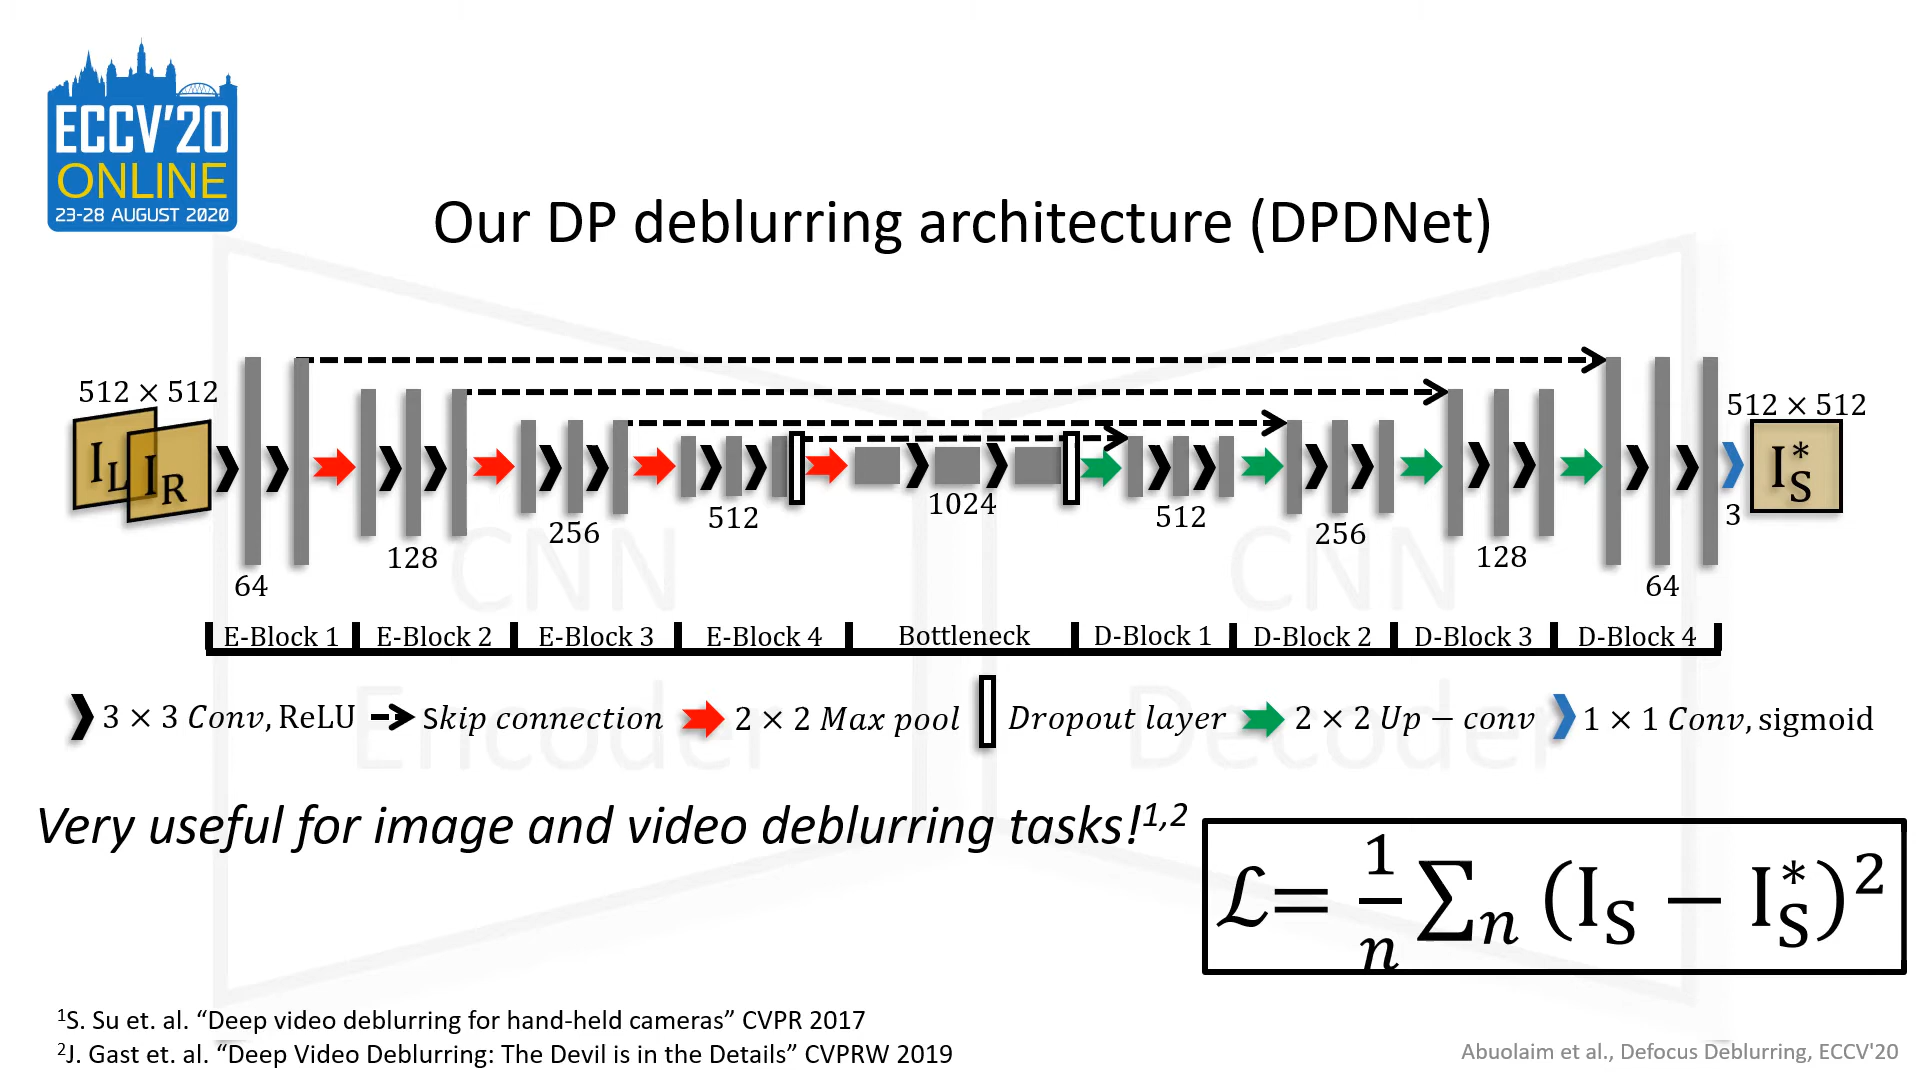 ECCV'20
ONLINE
23-28 AUGUST 2020
Our DP deblurring architecture (DPDNet)
512 × 512
I_L
I_R
64
128
256
512
1024
512
256
128
64
3
512 × 512
I_S^*
E-Block 1 E-Block 2 E-Block 3 E-Block 4 Bottleneck D-Block 1 D-Block 2 D-Block 3 D-Block 4
CNN
Encoder
CNN
Decoder
3 × 3 Conv, ReLU Skip connection 2 × 2 Max pool Dropout layer 2 × 2 Up − conv 1 × 1 Conv, sigmoid
Very useful for image and video deblurring tasks!1,2
ℒ= 1/n ∑_n (I_S − I_S^*)^2
1S. Su et. al. “Deep video deblurring for hand-held cameras” CVPR 2017
2J. Gast et. al. “Deep Video Deblurring: The Devil is in the Details” CVPRW 2019
Abuolaim et al., Defocus Deblurring, ECCV'20